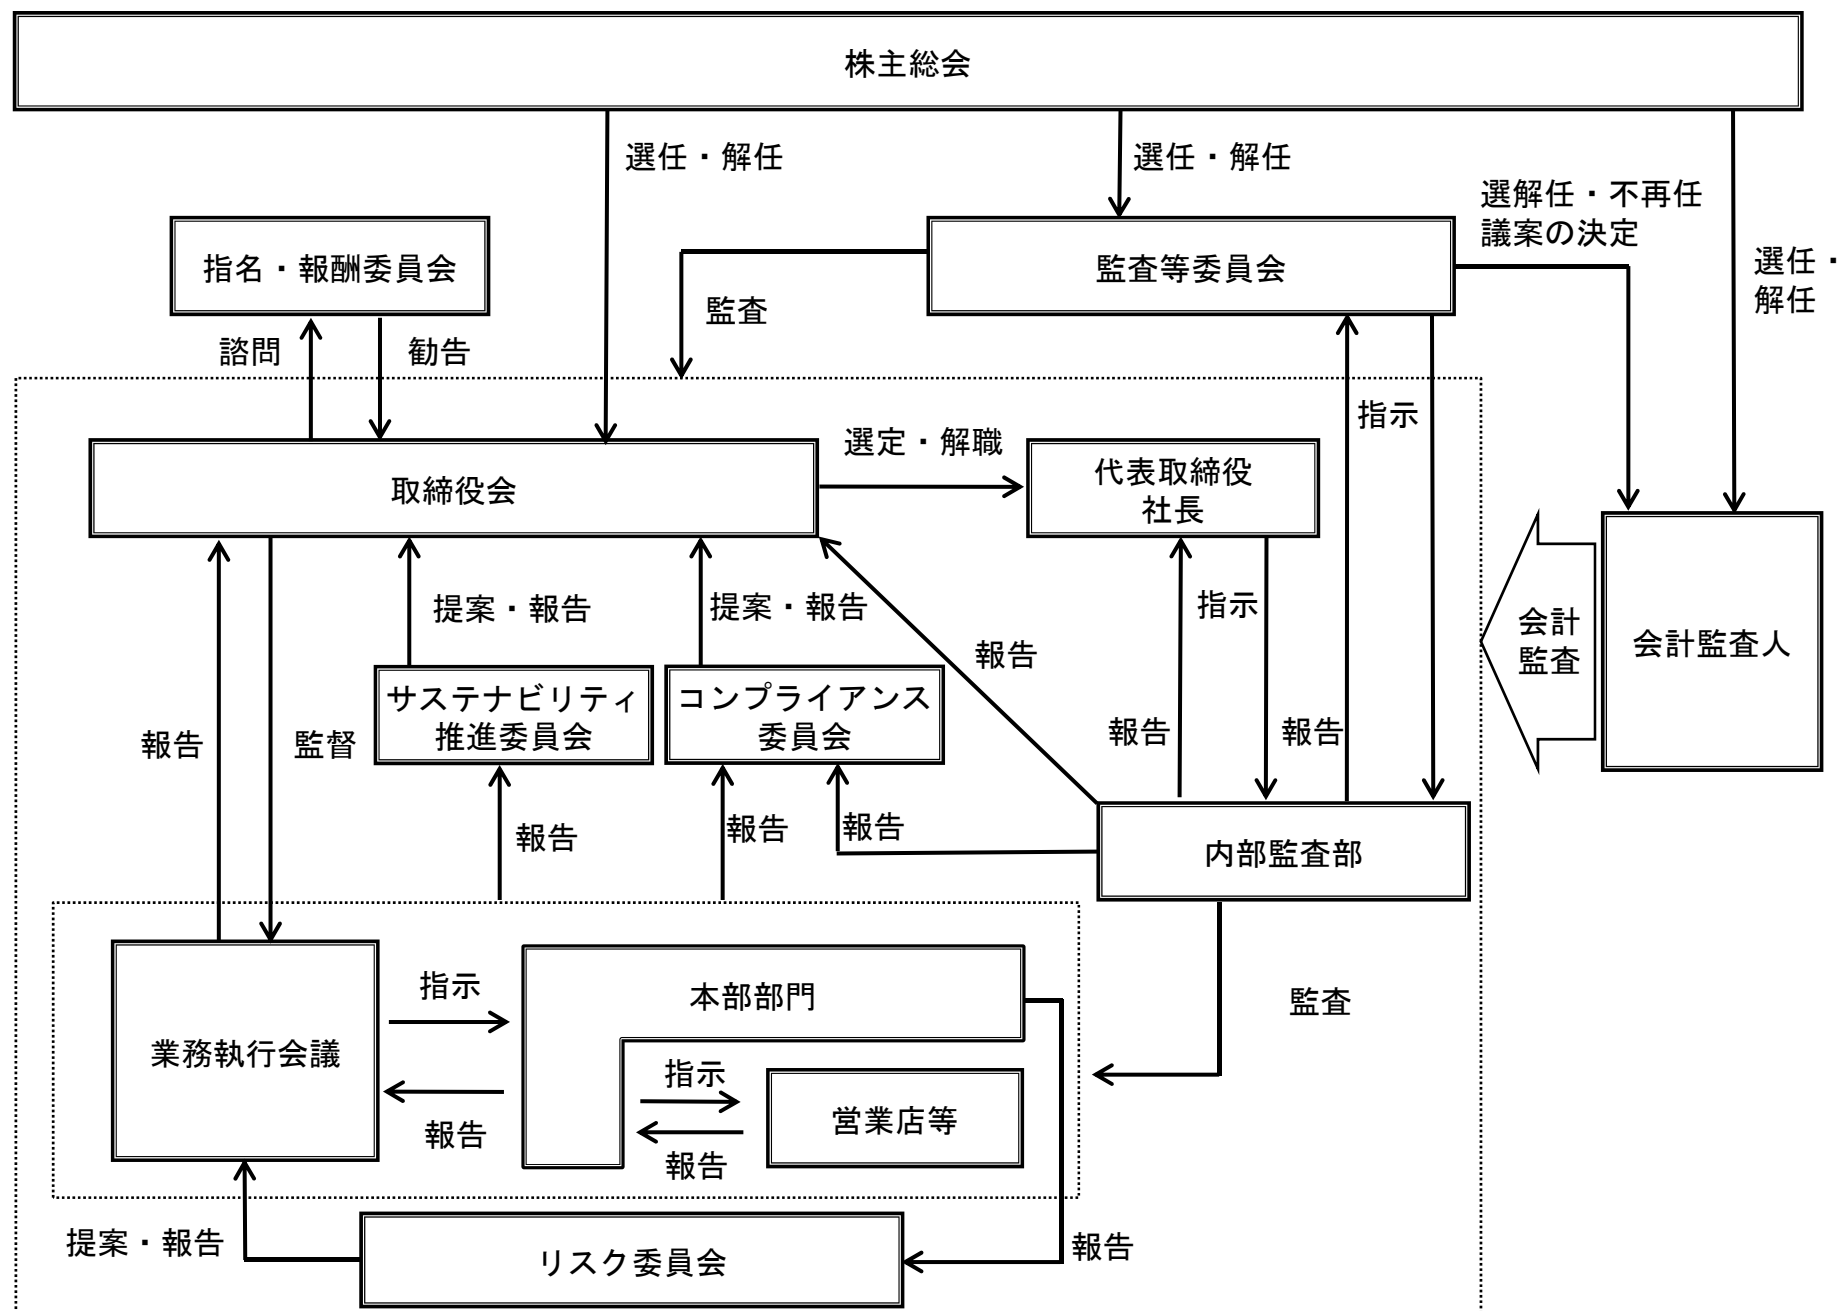 株主総会
選任・解任
選任・解任
選解任・不再任
議案の決定
選任・
解任
指名・報酬委員会
監査等委員会
監査
諮問
勧告
指示
選定・解職
取締役会
代表取締役
社長
提案・報告
提案・報告
指示
報告
会計
監査
会計監査人
サステナビリティ
推進委員会
コンプライアンス
委員会
報告
監督
報告
報告
報告
報告
報告
内部監査部
指示
本部部門
監査
業務執行会議
指示
営業店等
報告
報告
提案・報告
リスク委員会
報告